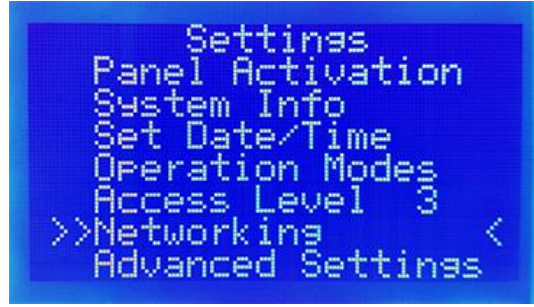 Settings
Panel Activation
System Info
Set Date/Time
Operation Modes
Access Level 3
>>Networking <
Advanced Settings